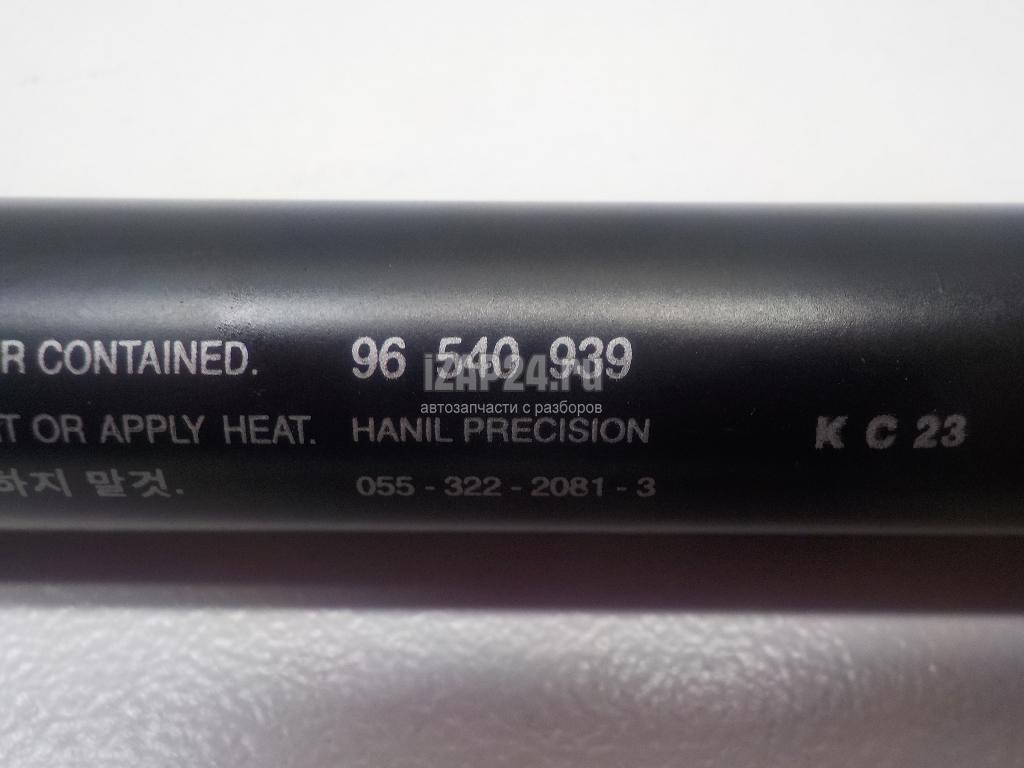 R CONTAINED. 96 540 939
iZAP24.ru
автозапчасти с разборов
T OR APPLY HEAT. HANIL PRECISION K C 23
하지 말것. 055 - 322 - 2081 - 3